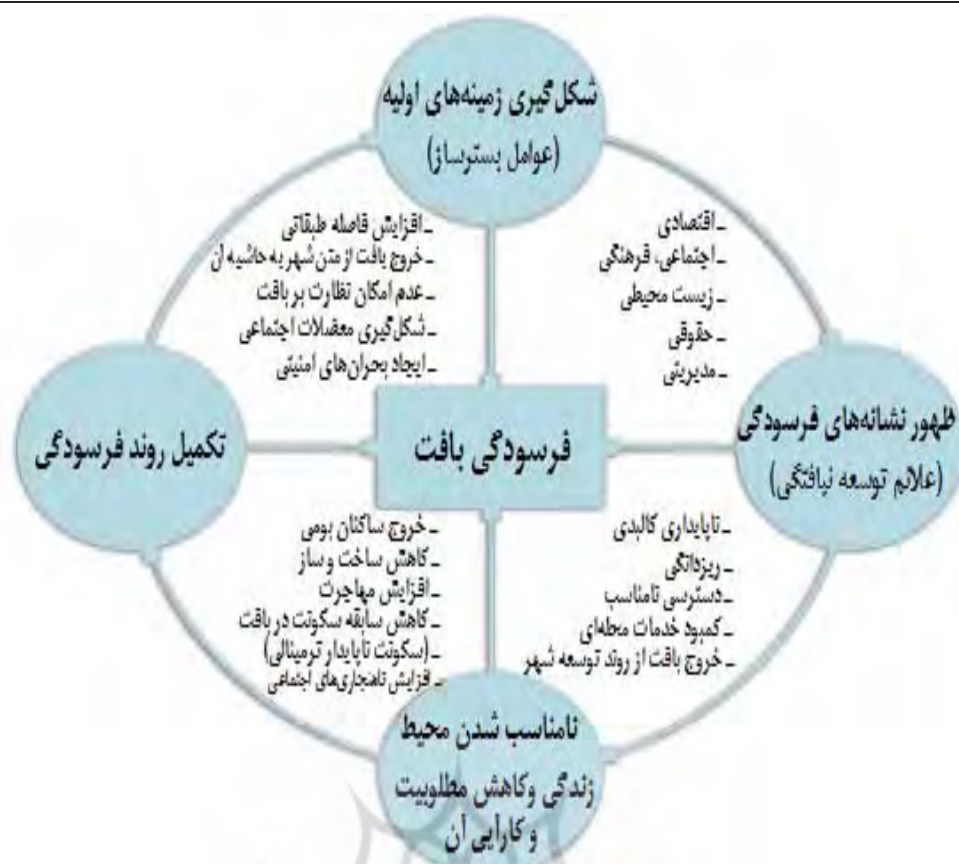 شکل‌گیری زمینه‌های اولیه
(عوامل بسترساز)
ـ اقتصادی
ـ اجتماعی، فرهنگی
ـ زیست محیطی
ـ حقوقی
ـ مدیریتی
ـ افزایش فاصله طبقاتی
ـ خروج بافت از متن شهر به حاشیه آن
ـ عدم امکان نظارت بر بافت
ـ شکل‌گیری معضلات اجتماعی
ـ ایجاد بحران‌های امنیتی
ظهور نشانه‌های فرسودگی
(علائم توسعه نیافتگی)
فرسودگی بافت
تکمیل روند فرسودگی
ـ ناپایداری کالبدی
ـ ریزدانگی
ـ دسترسی نامناسب
ـ کمبود خدمات محله‌ای
ـ خروج بافت از روند توسعه شهر
ـ خروج ساکنان بومی
ـ کاهش ساخت و ساز
ـ افزایش مهاجرت
ـ کاهش سابقه سکونت در بافت
ـ (سکونت ناپایدار ترمینالی)
ـ افزایش ناهنجاری‌های اجتماعی
نامناسب شدن محیط
زندگی وکاهش مطلوبیت
و کارایی آن